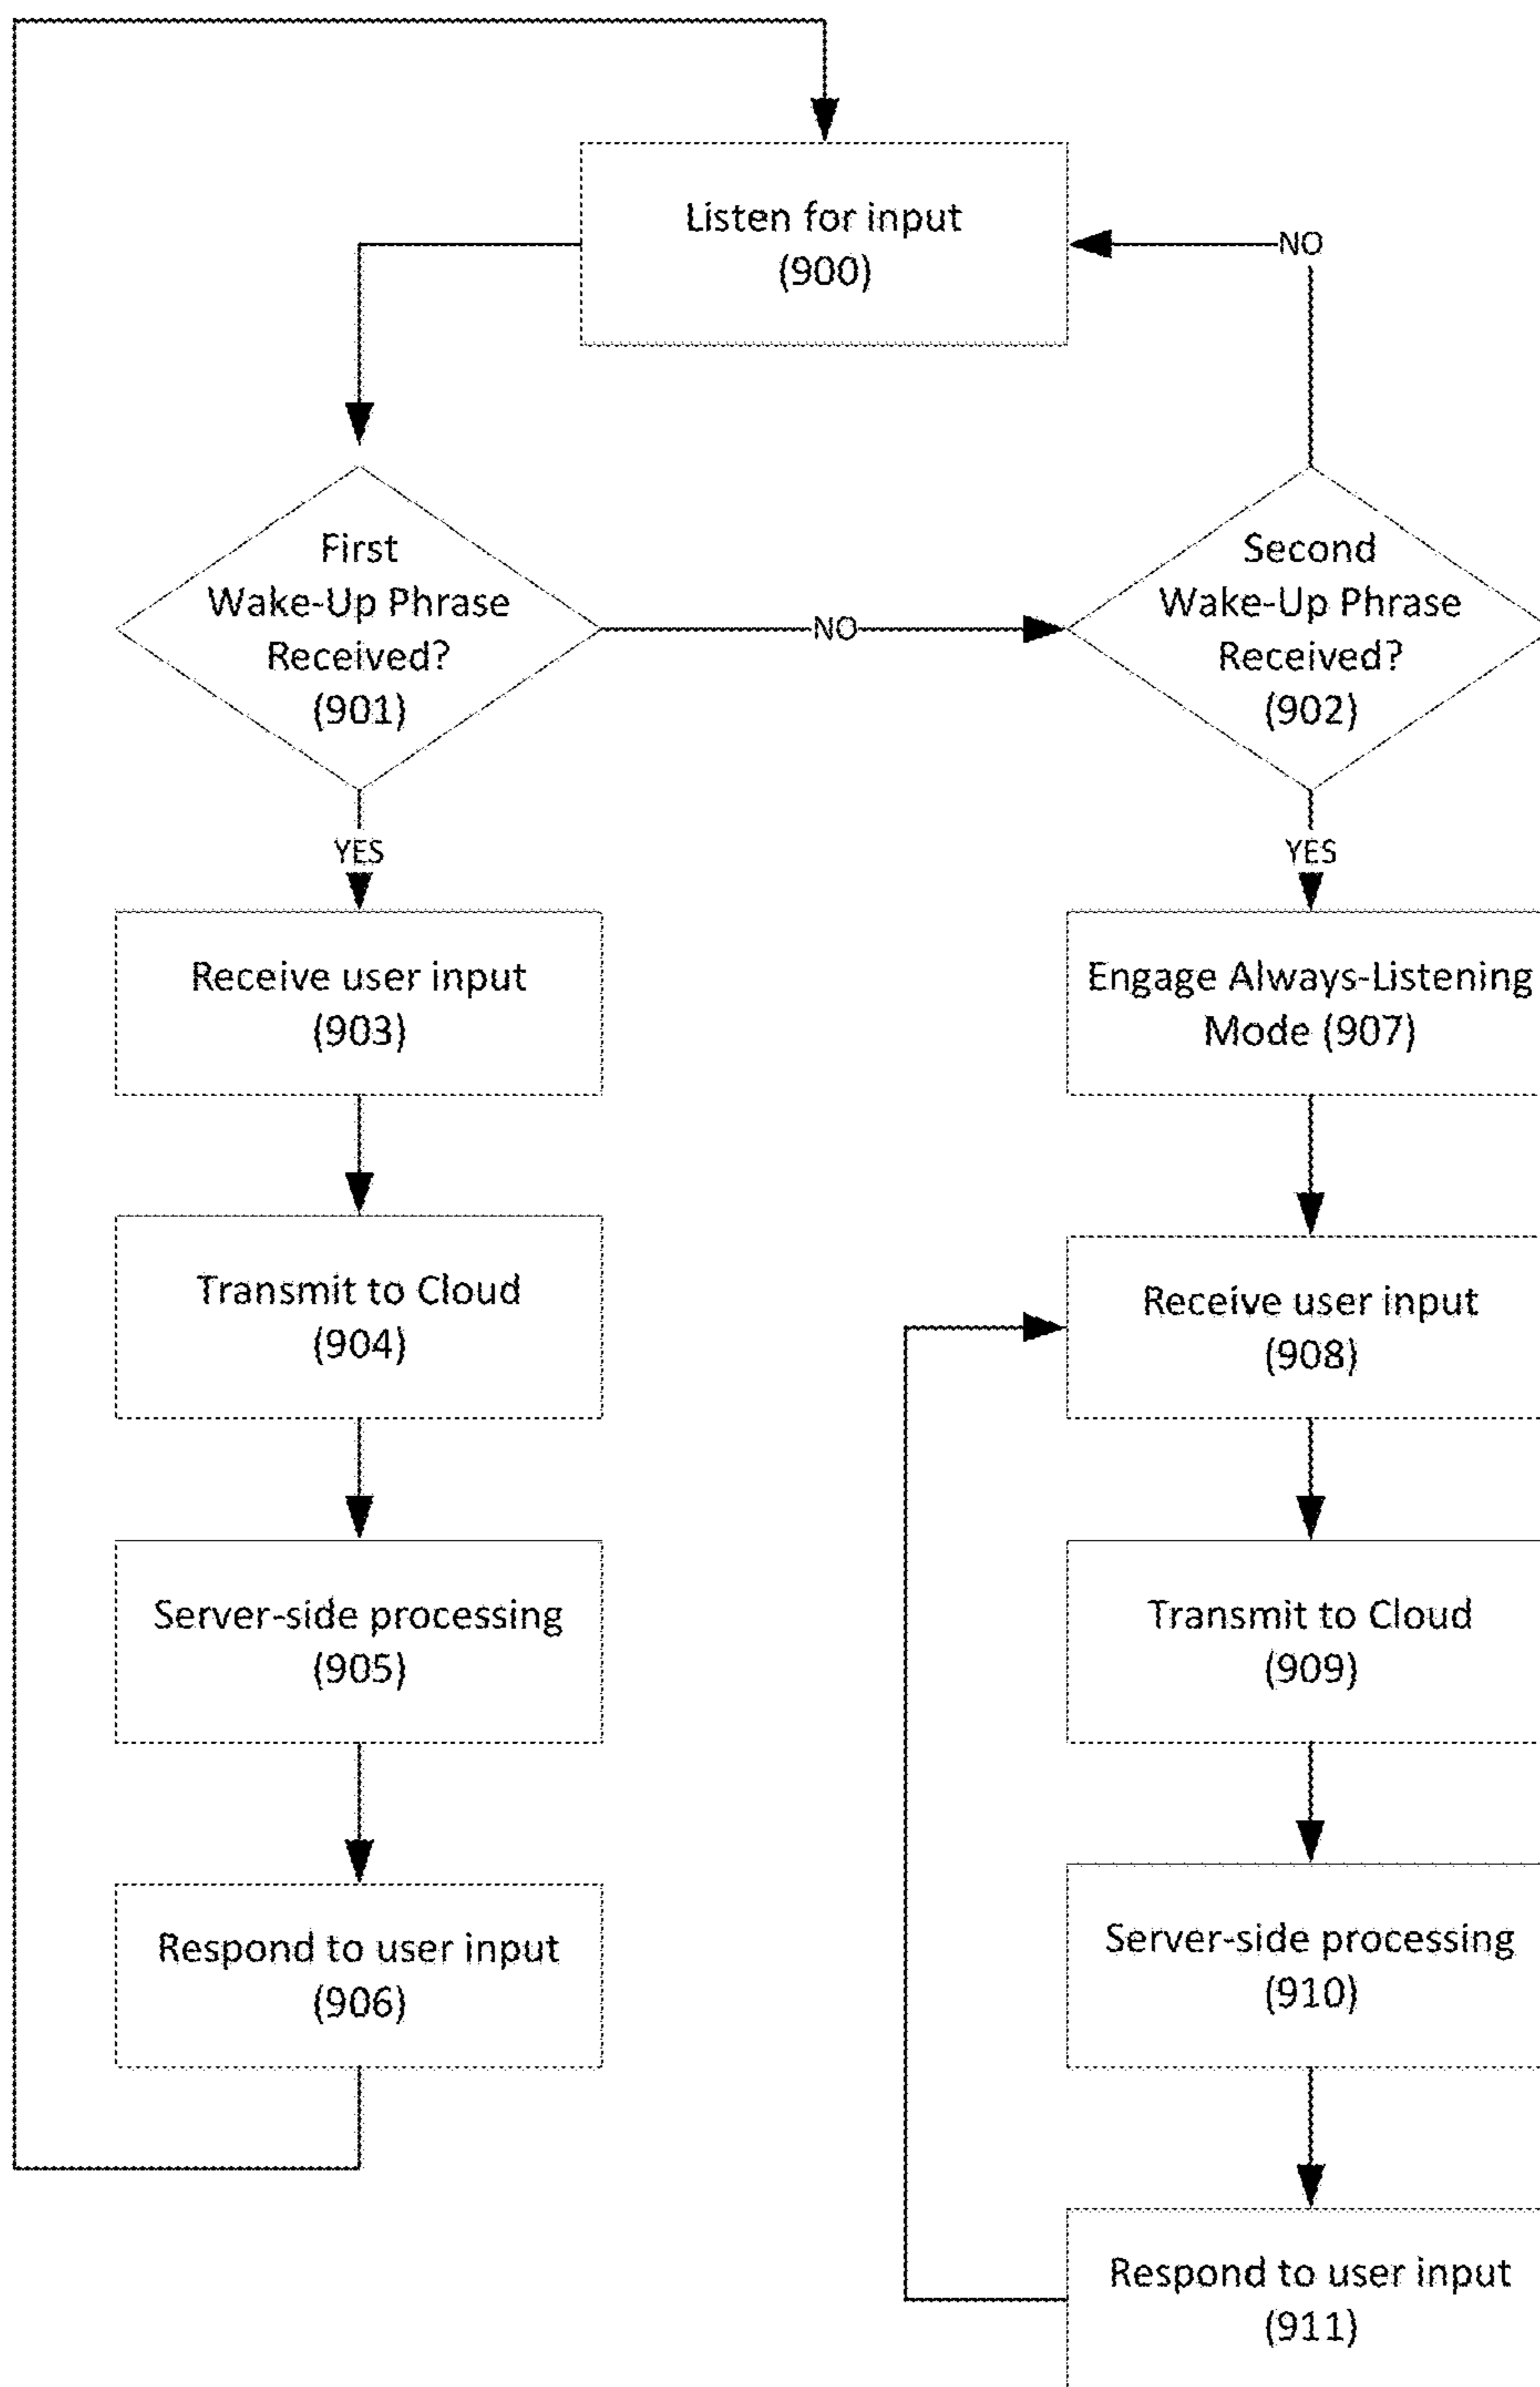 Listen for input
(900)
NO
First
Wake-Up Phrase
Received?
(901)
NO
Second
Wake-Up Phrase
Received?
(902)
YES
YES
Receive user input
(903)
Engage Always-Listening
Mode (907)
Transmit to Cloud
(904)
Receive user input
(908)
Server-side processing
(905)
Transmit to Cloud
(909)
Respond to user input
(906)
Server-side processing
(910)
Respond to user input
(911)